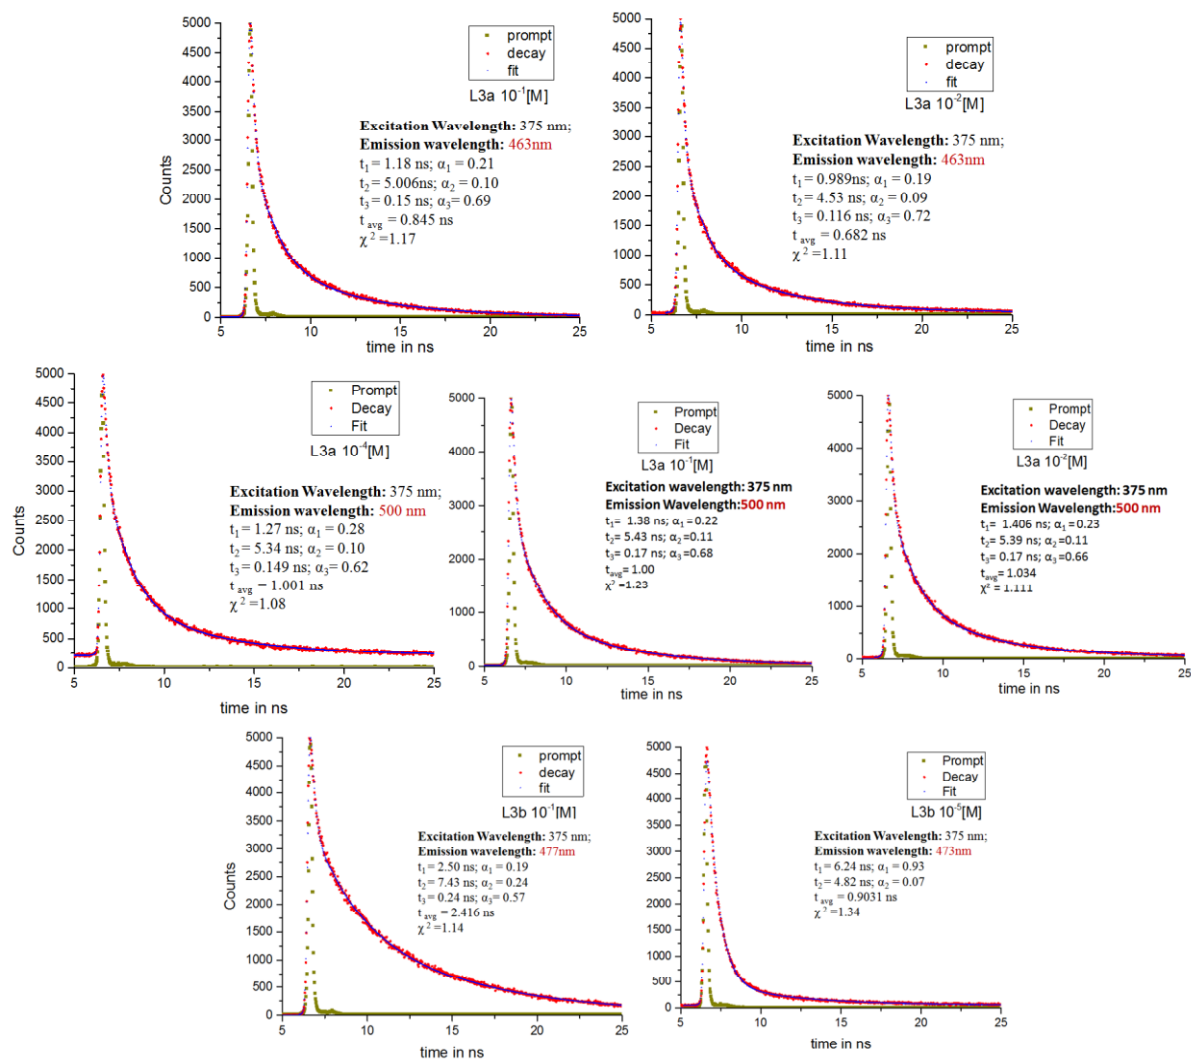 5000
4500
4000
3500
3000
2500
2000
1500
1000
500
0
Counts
prompt
decay
fit
L3a 10⁻¹[M]
Excitation Wavelength: 375 nm;
Emission wavelength: 463nm
t₁ = 1.18 ns; α₁ = 0.21
t₂= 5.006ns; α₂ = 0.10
t₃ = 0.15 ns; α₃= 0.69
t avg = 0.845 ns
χ² =1.17
5 10 15 20 25
time in ns
5000
4500
4000
3500
3000
2500
2000
1500
1000
500
0
prompt
decay
fit
L3a 10⁻²[M]
Excitation Wavelength: 375 nm;
Emission wavelength: 463nm
t₁ = 0.989ns; α₁ = 0.19
t₂ = 4.53 ns; α₂ = 0.09
t₃ = 0.116 ns; α₃= 0.72
t avg = 0.682 ns
χ² =1.11
5 10 15 20 25
time in ns
5000
4500
4000
3500
3000
2500
2000
1500
1000
500
0
Counts
Prompt
Decay
Fit
L3a 10⁻⁴[M]
Excitation Wavelength: 375 nm;
Emission wavelength: 500 nm
t₁ = 1.27 ns; α₁ = 0.28
t₂ = 5.34 ns; α₂ = 0.10
t₃ = 0.149 ns; α₃= 0.62
t avg = 1.001 ns
χ² =1.08
5 10 15 20 25
time in ns
5000
4000
3000
2000
1000
0
Prompt
Decay
Fit
L3a 10⁻¹[M]
Excitation wavelength: 375 nm
Emission Wavelength:500 nm
t₁= 1.38 ns; α₁=0.22
t₂= 5.43 ns; α₂=0.11
t₃= 0.17 ns; α₃=0.68
tavg= 1.00
χ² =1.23
5 10 15 20 25
time in ns
5000
4000
3000
2000
1000
0
Prompt
Decay
Fit
L3a 10⁻²[M]
Excitation wavelength: 375 nm
Emission Wavelength:500 nm
t₁= 1.406 ns; α₁=0.23
t₂= 5.39 ns; α₂=0.11
t₃= 0.17 ns; α₃=0.66
tavg= 1.034
χ² = 1.111
5 10 15 20 25
time in ns
5000
4500
4000
3500
3000
2500
2000
1500
1000
500
0
Counts
prompt
decay
fit
L3b 10⁻¹[M]
Excitation Wavelength: 375 nm;
Emission wavelength: 477nm
t₁ = 2.50 ns; α₁ = 0.19
t₂ = 7.43 ns; α₂ = 0.24
t₃ = 0.24 ns; α₃= 0.57
t avg = 2.416 ns
χ² =1.14
5 10 15 20 25
time in ns
5000
4500
4000
3500
3000
2500
2000
1500
1000
500
0
Prompt
Decay
Fit
L3b 10⁻⁵[M]
Excitation Wavelength: 375 nm;
Emission wavelength: 473nm
t₁ = 6.24 ns; α₁ = 0.93
t₂ = 4.82 ns; α₂ = 0.07
t avg = 0.9031 ns
χ² =1.34
5 10 15 20 25
time in ns